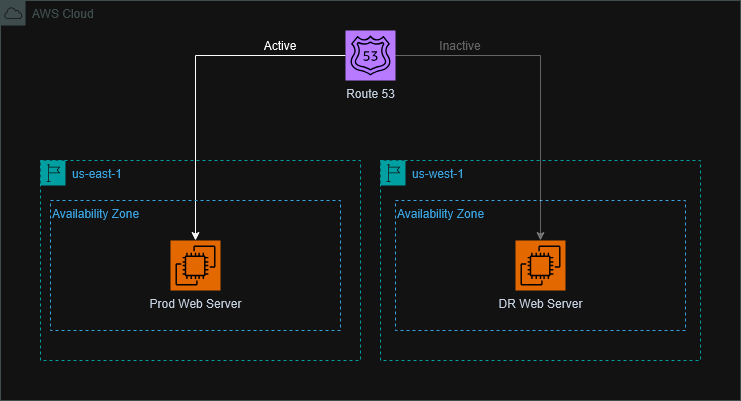 AWS Cloud
Active
Inactive
53
Route 53
us-east-1
us-west-1
Availability Zone
Availability Zone
Prod Web Server
DR Web Server